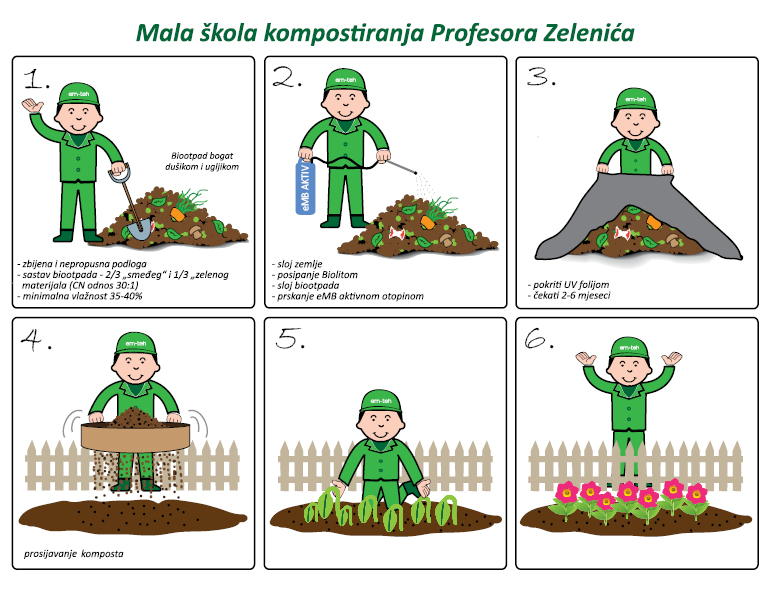 Mala škola kompostiranja Profesora Zelenića
1.
em-teh
Biootpad bogat
dušikom i ugljikom
- zbijena i nepropusna podloga
- sastav biootpada - 2/3 „smeđeg“ i 1/3 „zelenog
materijala (CN odnos 30:1)
- minimalna vlažnost 35-40%
2.
em-teh
eMB AKTIV
- sloj zemlje
- posipanje Biolitom
- sloj biootpada
- prskanje eMB aktivnom otopinom
3.
em-teh
- pokriti UV folijom
- čekati 2-6 mjeseci
4.
em-teh
prosijavanje komposta
5.
em-teh
6.
em-teh